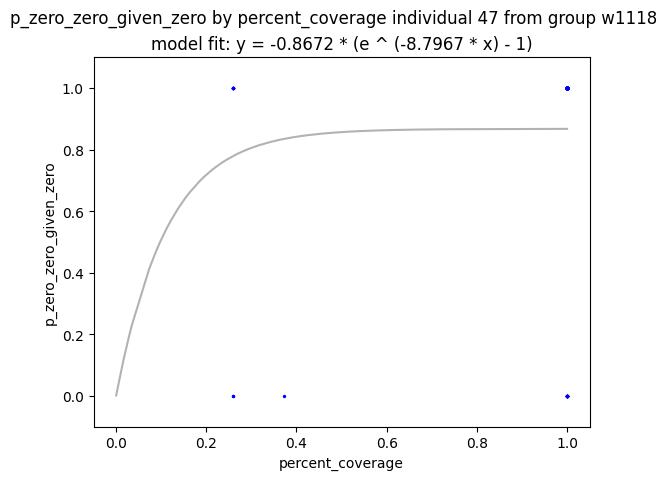 p_zero_zero_given_zero by percent_coverage individual 47 from group w1118
model fit: y = -0.8672 * (e ^ (-8.7967 * x) - 1)
1.0
0.8
0.6
0.4
0.2
0.0
p_zero_zero_given_zero
0.0 0.2 0.4 0.6 0.8 1.0
percent_coverage